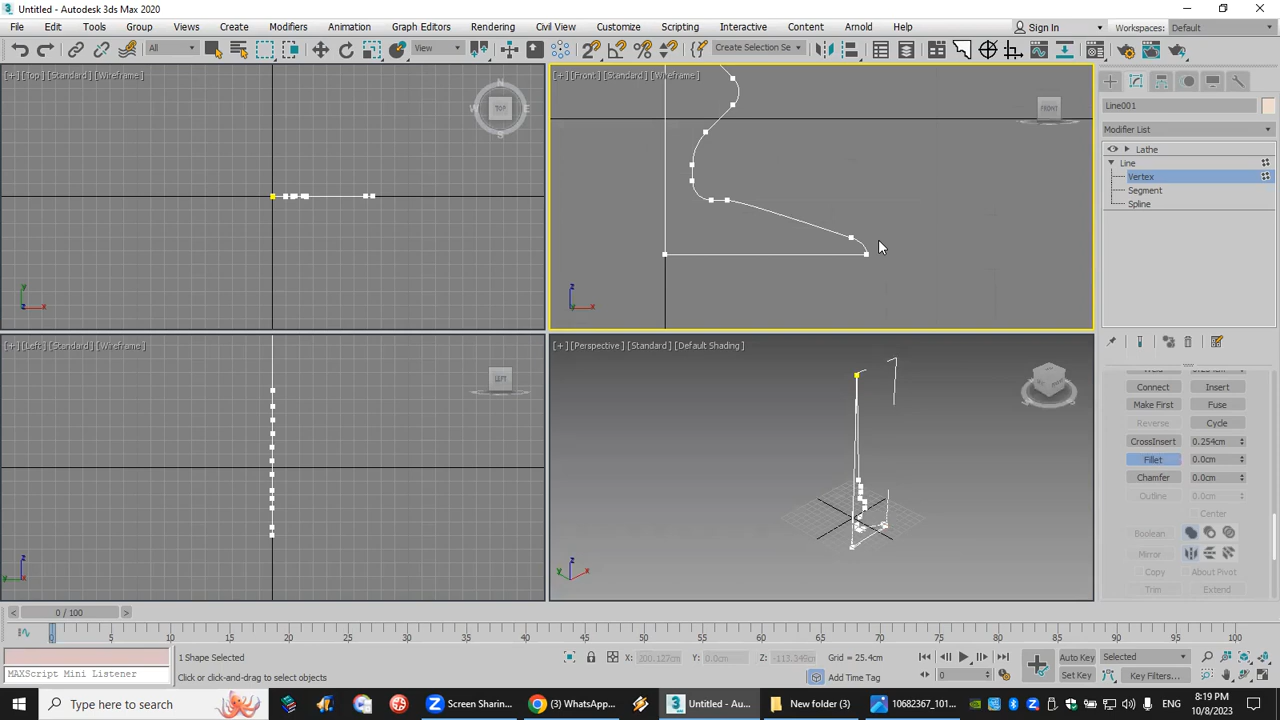 Untitled - Autodesk 3ds Max 2020
File Edit Tools Group Views Create Modifiers Animation Graph Editors Rendering Civil View Customize Scripting Interactive Content Arnold Help Sign In Workspaces: Default
All View Create Selection Se
[+] [Top] [Standard] [Wireframe]
TOP
N
E
S
W
[+] [Front] [Standard] [Wireframe]
FRONT
Line001
Modifier List
Lathe
Line
Vertex
Segment
Spline
y
x
z
x
[+] [Left] [Standard] [Wireframe]
LEFT
[+] [Perspective] [Standard] [Default Shading]
Connect Insert
Make First Fuse
Reverse Cycle
CrossInsert 0.254cm
Fillet 0.0cm
Chamfer 0.0cm
Outline 0.0cm
Center
Boolean
Mirror
Copy About Pivot
Trim Extend
z
y
z
y
x
< 0 / 100 >
0 5 10 15 20 25 30 35 40 45 50 55 60 65 70 75 80 85 90 95 100
MAXScript Mini Listener
1 Shape Selected
Click or click-and-drag to select objects
X: 200.127cm Y: 0.0cm Z: -113.349cm Grid = 25.4cm
Add Time Tag
0
Auto Key Selected
Set Key Key Filters...
Type here to search
Screen Sharin...
(3) WhatsApp...
Untitled - Au...
New folder (3)
10682367_101...
8:19 PM
10/8/2023